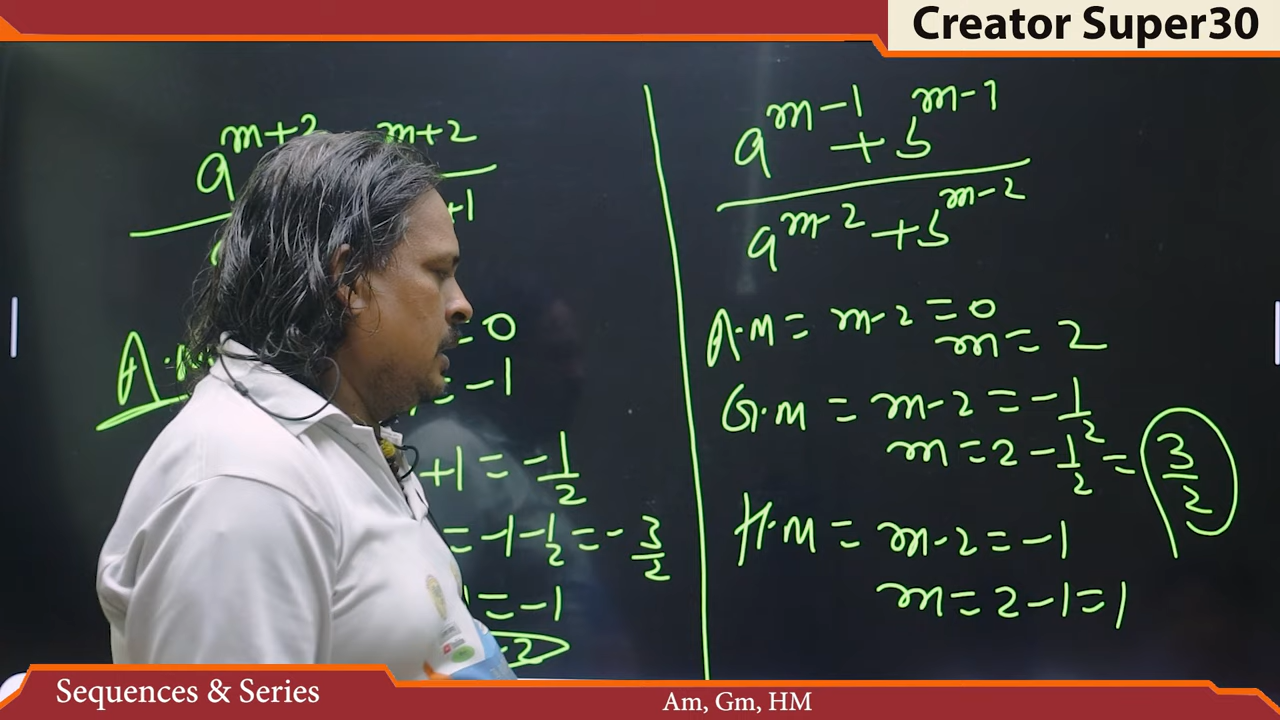 Creator Super30
a^{m+2} ^{m+2}
+1
A.
= 0
= -1
+1 = -1/2
= -1-1/2 = -3/2
= -1
-2
a^{m-1} + b^{m-1}
a^{m-2} + b^{m-2}
A.M = m-2 = 0
m = 2
G.M = m-2 = -1/2
m = 2-1/2 = 3/2
H.M = m-2 = -1
m = 2-1 = 1
Sequences & Series
Am, Gm, HM